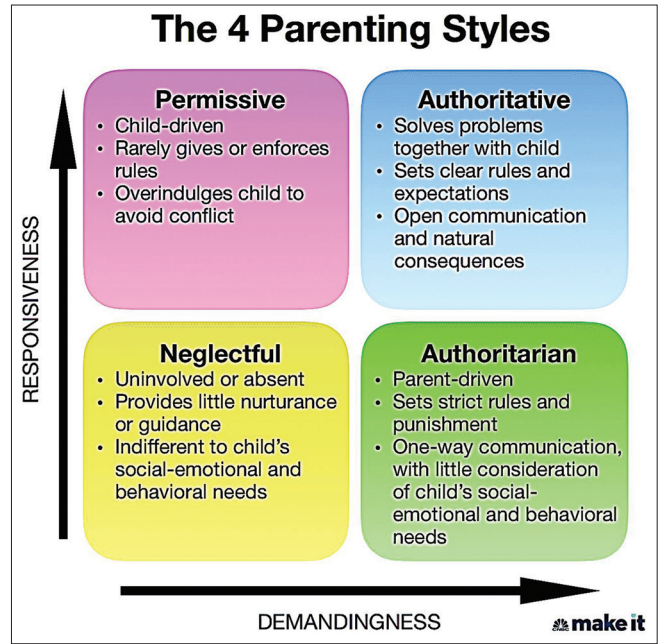 The 4 Parenting Styles
RESPONSIVENESS
Permissive
• Child-driven
• Rarely gives or enforces
rules
• Overindulges child to
avoid conflict
Authoritative
• Solves problems
together with child
• Sets clear rules and
expectations
• Open communication
and natural
consequences
Neglectful
• Uninvolved or absent
• Provides little nurturance
or guidance
• Indifferent to child's
social-emotional and
behavioral needs
Authoritarian
• Parent-driven
• Sets strict rules and
punishment
• One-way communication,
with little consideration
of child's social-
emotional and behavioral
needs
DEMANDINGNESS
CNBC make it